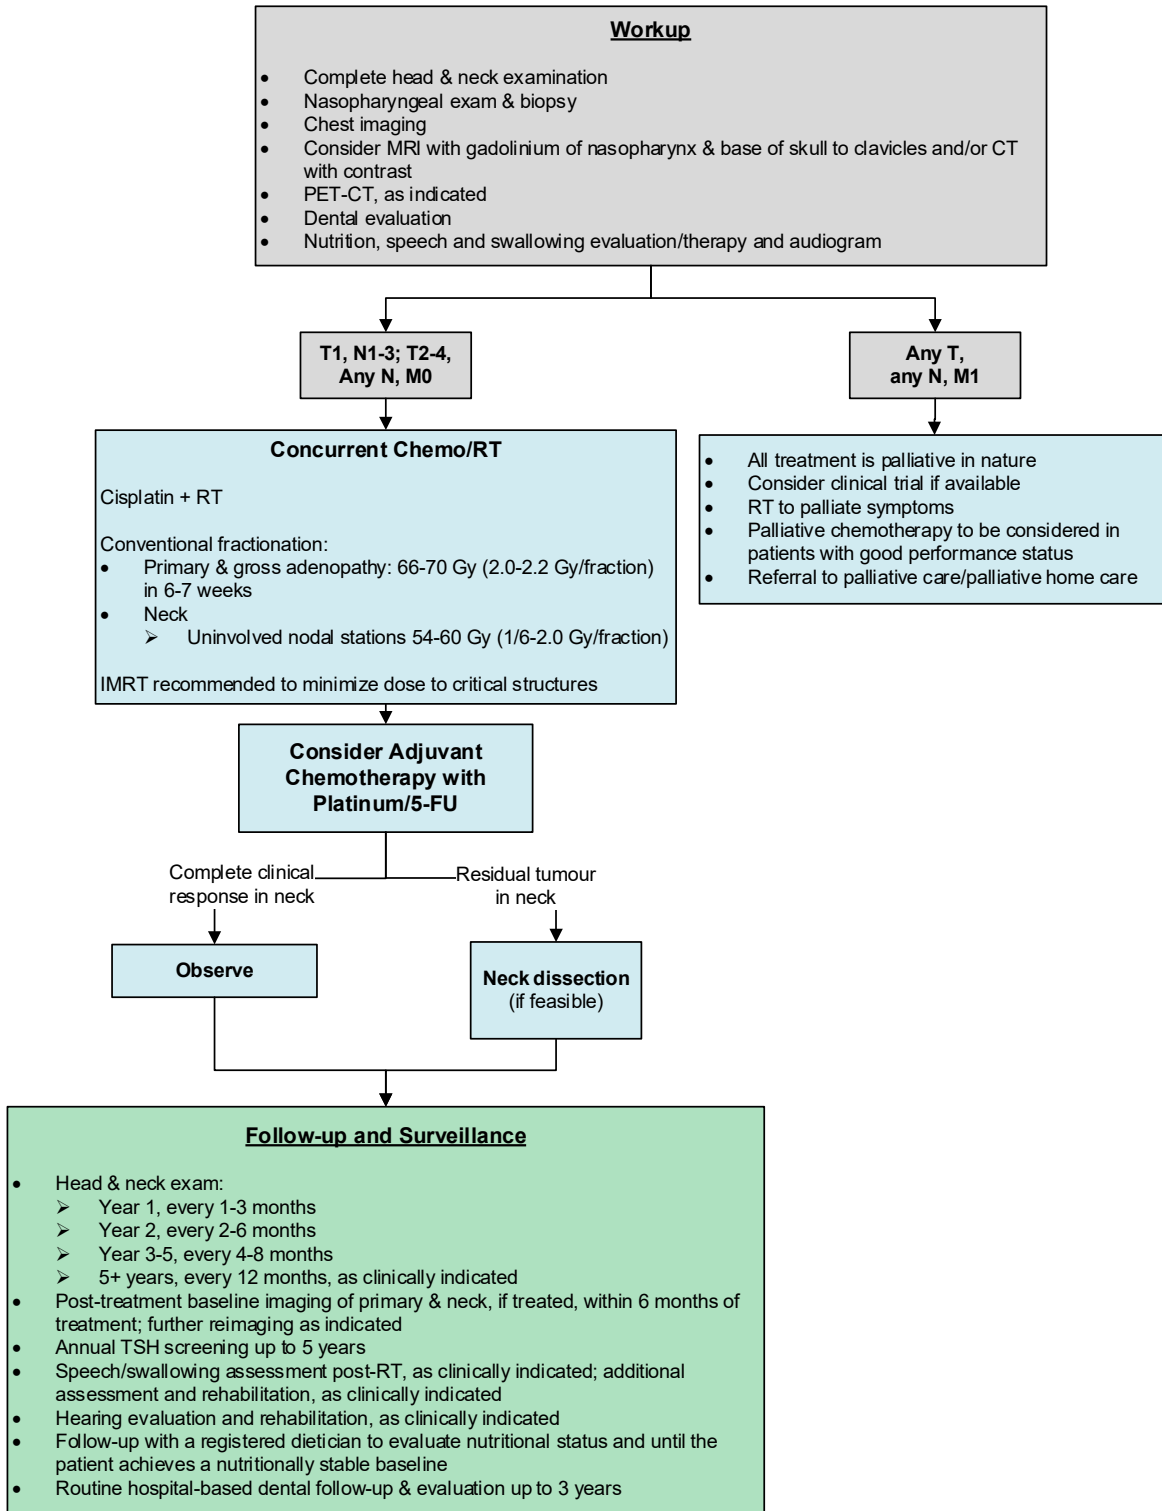 Workup
• Complete head & neck examination
• Nasopharyngeal exam & biopsy
• Chest imaging
• Consider MRI with gadolinium of nasopharynx & base of skull to clavicles and/or CT
with contrast
• PET-CT, as indicated
• Dental evaluation
• Nutrition, speech and swallowing evaluation/therapy and audiogram
T1, N1-3; T2-4,
Any N, M0
Any T,
any N, M1
Concurrent Chemo/RT
Cisplatin + RT
Conventional fractionation:
• Primary & gross adenopathy: 66-70 Gy (2.0-2.2 Gy/fraction)
in 6-7 weeks
• Neck
➢ Uninvolved nodal stations 54-60 Gy (1/6-2.0 Gy/fraction)
IMRT recommended to minimize dose to critical structures
• All treatment is palliative in nature
• Consider clinical trial if available
• RT to palliate symptoms
• Palliative chemotherapy to be considered in
patients with good performance status
• Referral to palliative care/palliative home care
Consider Adjuvant
Chemotherapy with
Platinum/5-FU
Complete clinical
response in neck
Residual tumour
in neck
Observe
Neck dissection
(if feasible)
Follow-up and Surveillance
• Head & neck exam:
➢ Year 1, every 1-3 months
➢ Year 2, every 2-6 months
➢ Year 3-5, every 4-8 months
➢ 5+ years, every 12 months, as clinically indicated
• Post-treatment baseline imaging of primary & neck, if treated, within 6 months of
treatment; further reimaging as indicated
• Annual TSH screening up to 5 years
• Speech/swallowing assessment post-RT, as clinically indicated; additional
assessment and rehabilitation, as clinically indicated
• Hearing evaluation and rehabilitation, as clinically indicated
• Follow-up with a registered dietician to evaluate nutritional status and until the
patient achieves a nutritionally stable baseline
• Routine hospital-based dental follow-up & evaluation up to 3 years